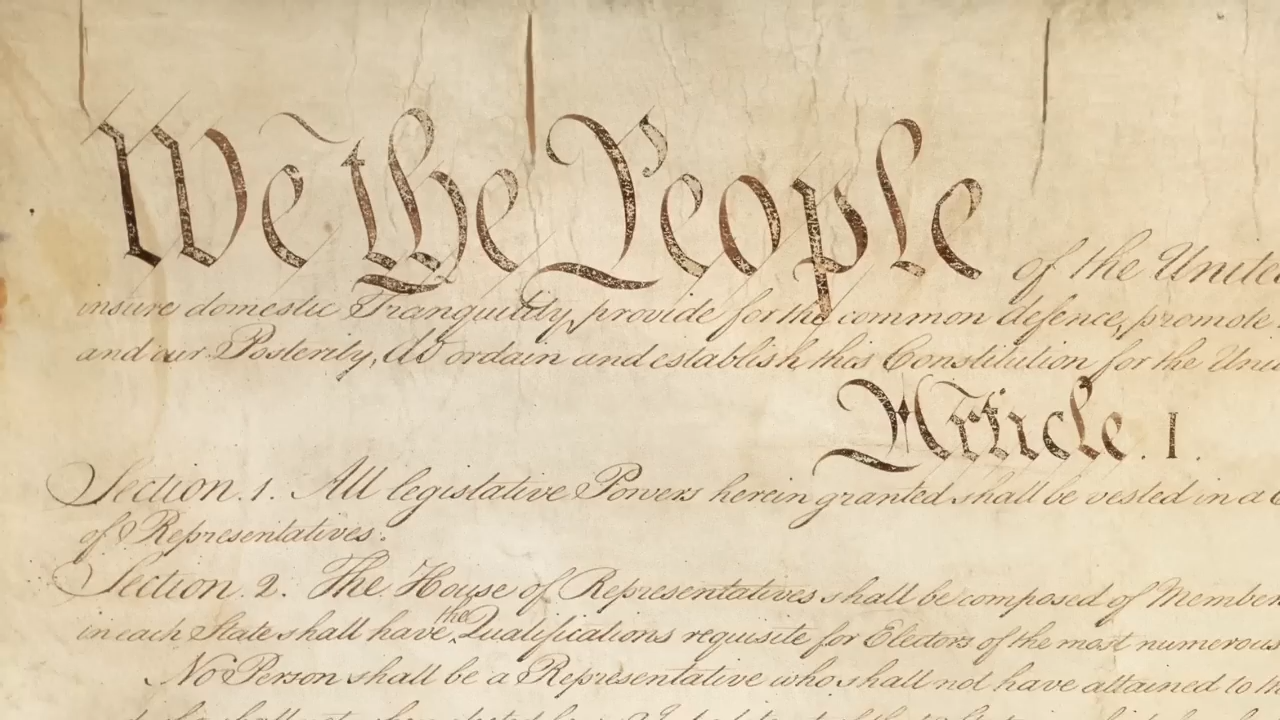 We the People of the Unite
insure domestic Tranquility, provide for the common defence, promote
and our Posterity, do ordain and establish this Constitution for the Uni
Article. I.
Section. 1. All legislative Powers herein granted shall be vested in a C
of Representatives.
Section. 2. The House of Representatives shall be composed of Member
the
in each State shall have Qualifications requisite for Electors of the most numerous
No Person shall be a Representative who shall not have attained to th